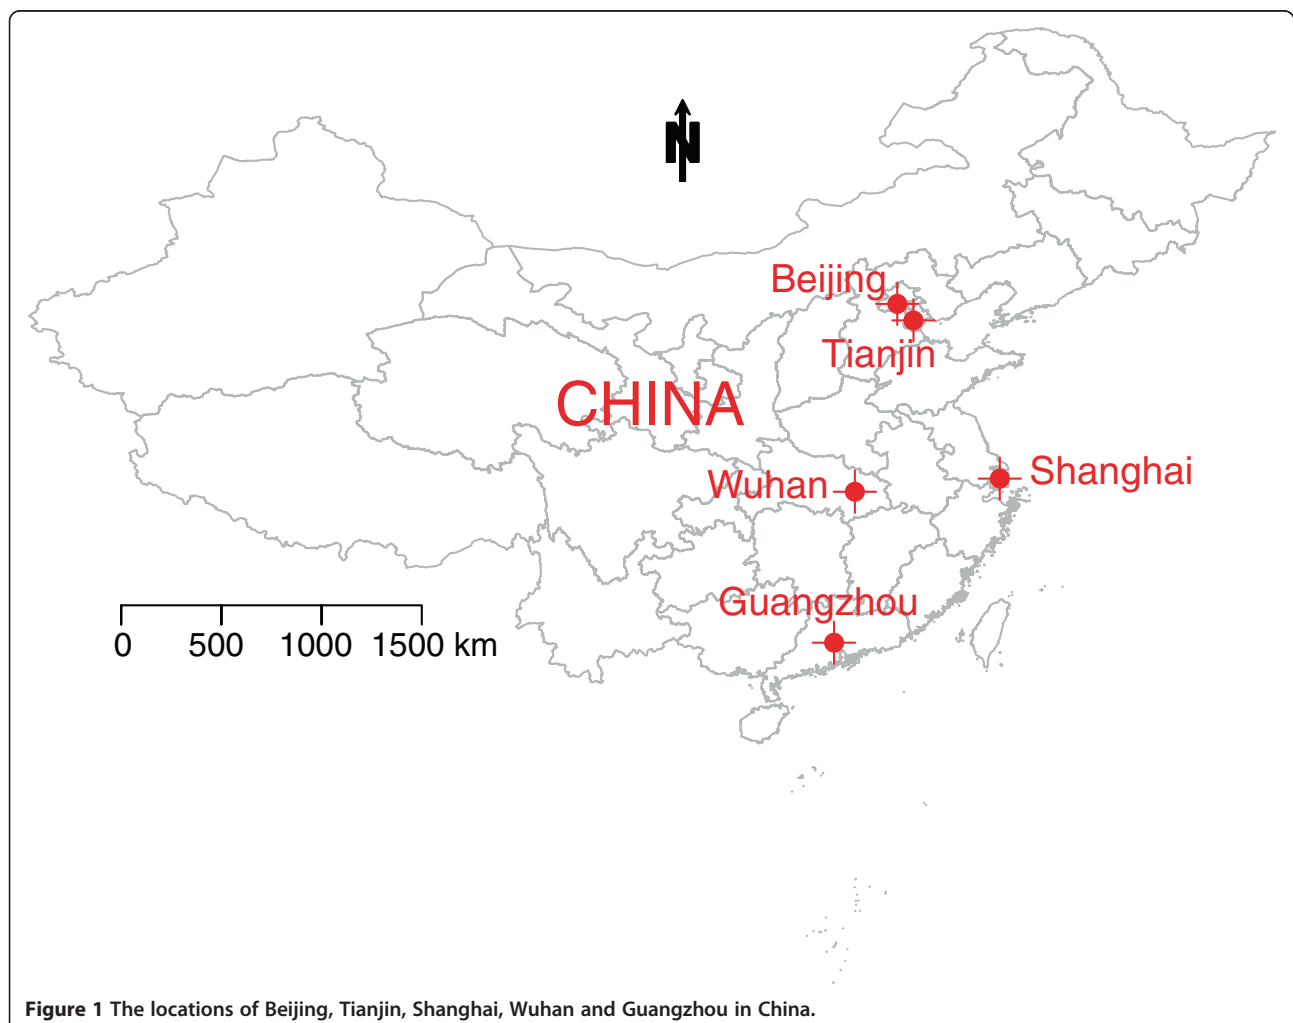 N
Beijing
Tianjin
CHINA
Wuhan
Shanghai
Guangzhou
0 500 1000 1500 km
Figure 1 The locations of Beijing, Tianjin, Shanghai, Wuhan and Guangzhou in China.